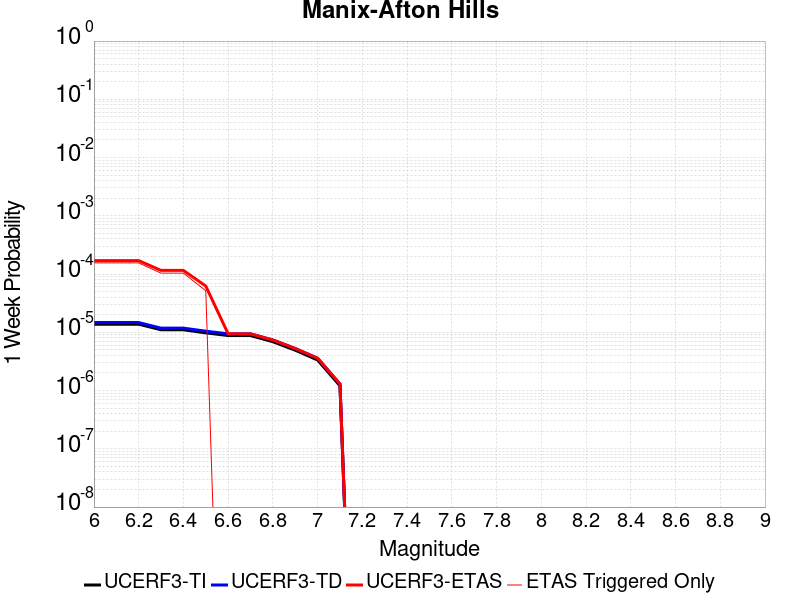 Manix-Afton Hills
10^0
10^-1
10^-2
10^-3
10^-4
10^-5
10^-6
10^-7
10^-8
1 Week Probability
6 6.2 6.4 6.6 6.8 7 7.2 7.4 7.6 7.8 8 8.2 8.4 8.6 8.8 9
Magnitude
UCERF3-TI UCERF3-TD UCERF3-ETAS ETAS Triggered Only